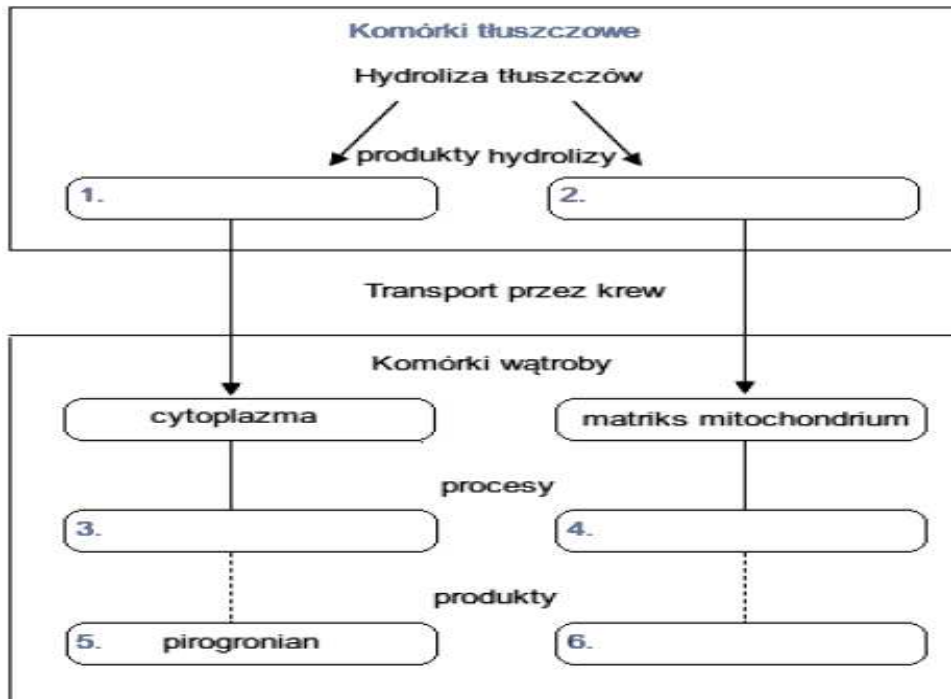 Komórki tłuszczowe
Hydroliza tłuszczów
produkty hydrolizy
1.
2.
Transport przez krew
Komórki wątroby
cytoplazma
matriks mitochondrium
procesy
3.
4.
produkty
5. pirogronian
6.